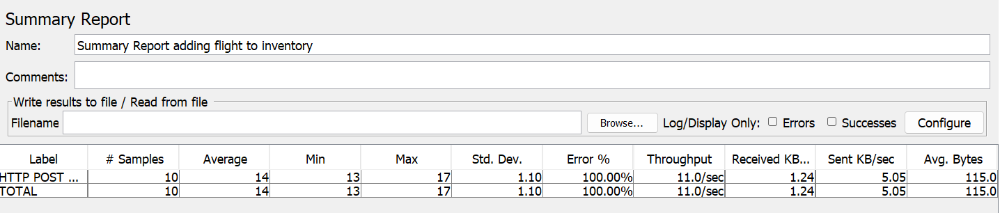 Summary Report
Name: Summary Report adding flight to inventory
Comments:
Write results to file / Read from file
Filename Browse... Log/Display Only: Errors Successes Configure
Label # Samples Average Min Max Std. Dev. Error % Throughput Received KB... Sent KB/sec Avg. Bytes
HTTP POST ... 10 14 13 17 1.10 100.00% 11.0/sec 1.24 5.05 115.0
TOTAL 10 14 13 17 1.10 100.00% 11.0/sec 1.24 5.05 115.0